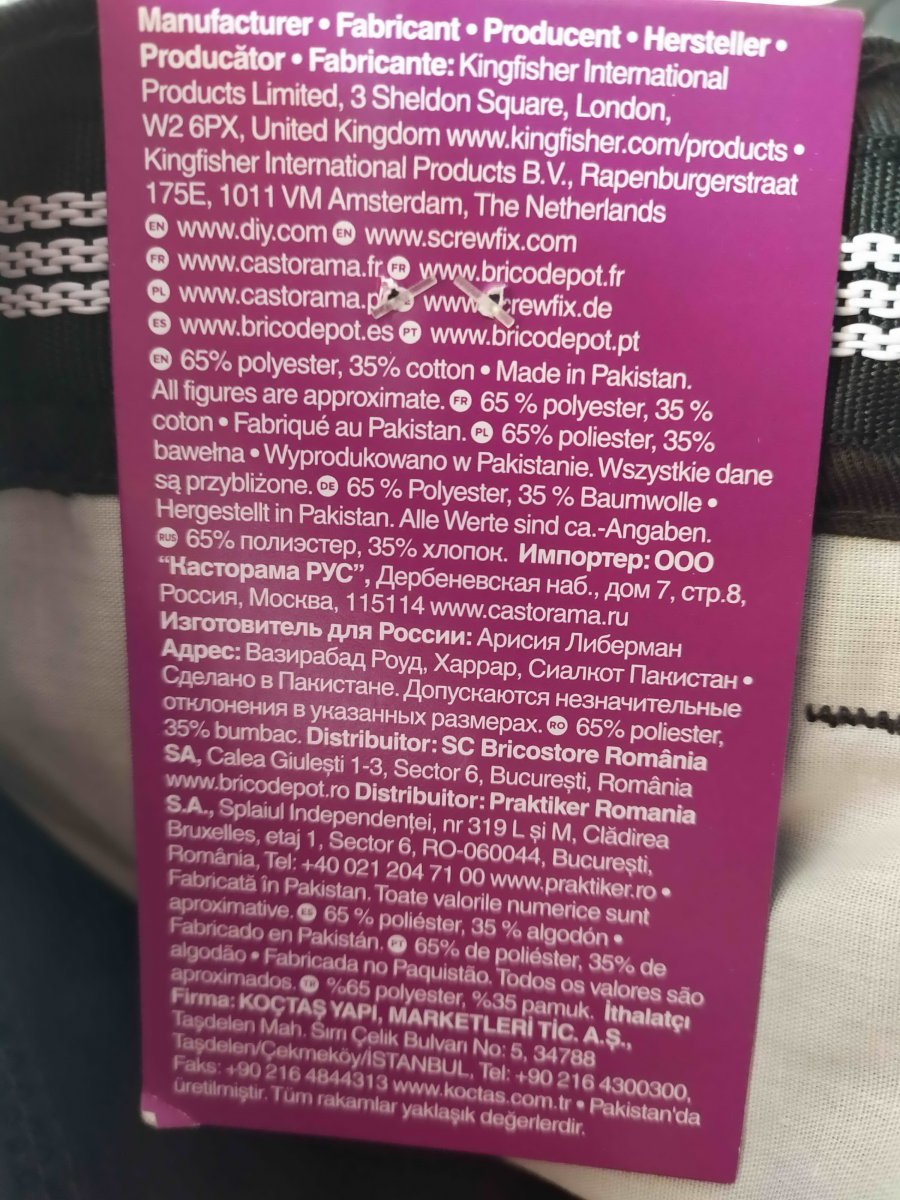 Manufacturer • Fabricant • Producent • Hersteller •
Producător • Fabricante: Kingfisher International
Products Limited, 3 Sheldon Square, London,
W2 6PX, United Kingdom www.kingfisher.com/products •
Kingfisher International Products B.V., Rapenburgerstraat
175E, 1011 VM Amsterdam, The Netherlands
EN www.diy.com EN www.screwfix.com
FR www.castorama.fr FR www.bricodepot.fr
PL www.castorama.p www. crewfix.de
ES www.bricodepot.es PT www.bricodepot.pt
EN 65% polyester, 35% cotton • Made in Pakistan.
All figures are approximate. FR 65 % polyester, 35 %
coton • Fabriqué au Pakistan. PL 65% poliester, 35%
bawełna • Wyprodukowano w Pakistanie. Wszystkie dane
są przybliżone. DE 65 % Polyester, 35 % Baumwolle •
Hergestellt in Pakistan. Alle Werte sind ca.-Angaben.
RUS 65% полиэстер, 35% хлопок. Импортер: ООО
“Касторама РУС”, Дербеневская наб., дом 7, стр.8,
Россия, Москва, 115114 www.castorama.ru
Изготовитель для России: Арисия Либерман
Адрес: Вазирабад Роуд, Харрар, Сиалкот Пакистан •
Сделано в Пакистане. Допускаются незначительные
отклонения в указанных размерах. RO 65% poliester,
35% bumbac. Distribuitor: SC Bricostore România
SA, Calea Giulești 1-3, Sector 6, București, România
www.bricodepot.ro Distribuitor: Praktiker Romania
S.A., Splaiul Independenței, nr 319 L și M, Clădirea
Bruxelles, etaj 1, Sector 6, RO-060044, București,
România, Tel: +40 021 204 71 00 www.praktiker.ro •
Fabricată în Pakistan. Toate valorile numerice sunt
aproximative. ES 65 % poliéster, 35 % algodón •
Fabricado en Pakistán. PT 65% de poliéster, 35% de
algodão • Fabricada no Paquistão. Todos os valores são
aproximados. TR %65 polyester, %35 pamuk. İthalatçı
Firma: KOÇTAŞ YAPI, MARKETLERİ TİC. A.Ş.,
Taşdelen Mah. Sırrı Çelik Bulvarı No: 5, 34788
Taşdelen/Çekmeköy/İSTANBUL. Tel: +90 216 4300300,
Faks: +90 216 4844313 www.koctas.com.tr • Pakistan'da
üretilmiştir. Tüm rakamlar yaklaşık değerlerdir.